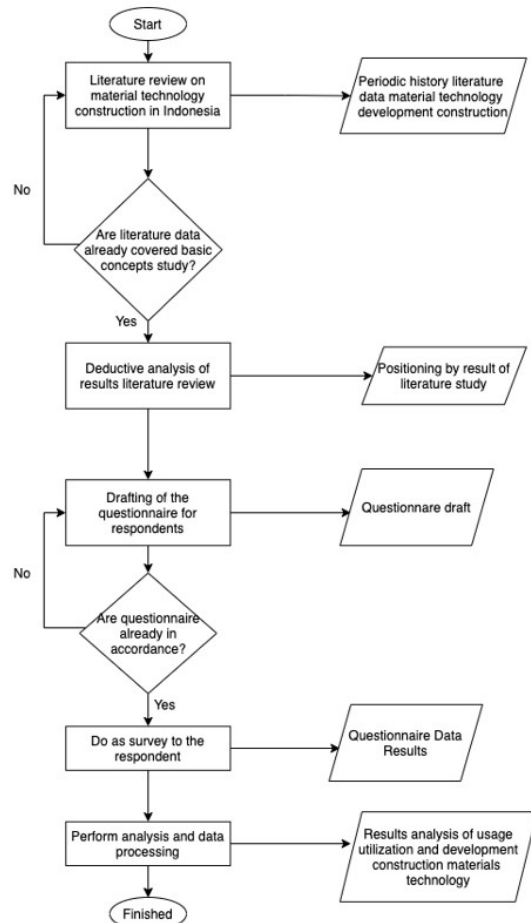 Start
Literature review on
material technology
construction in Indonesia
Periodic history literature
data material technology
development construction
No
Are literature data
already covered basic
concepts study?
Yes
Deductive analysis of
results literature review
Positioning by result of
literature study
Drafting of the
questionnaire for
respondents
Questionnare draft
No
Are questionnaire
already in
accordance?
Yes
Do as survey to the
respondent
Questionnaire Data
Results
Perform analysis and data
processing
Results analysis of usage
utilization and development
construction materials
technology
Finished